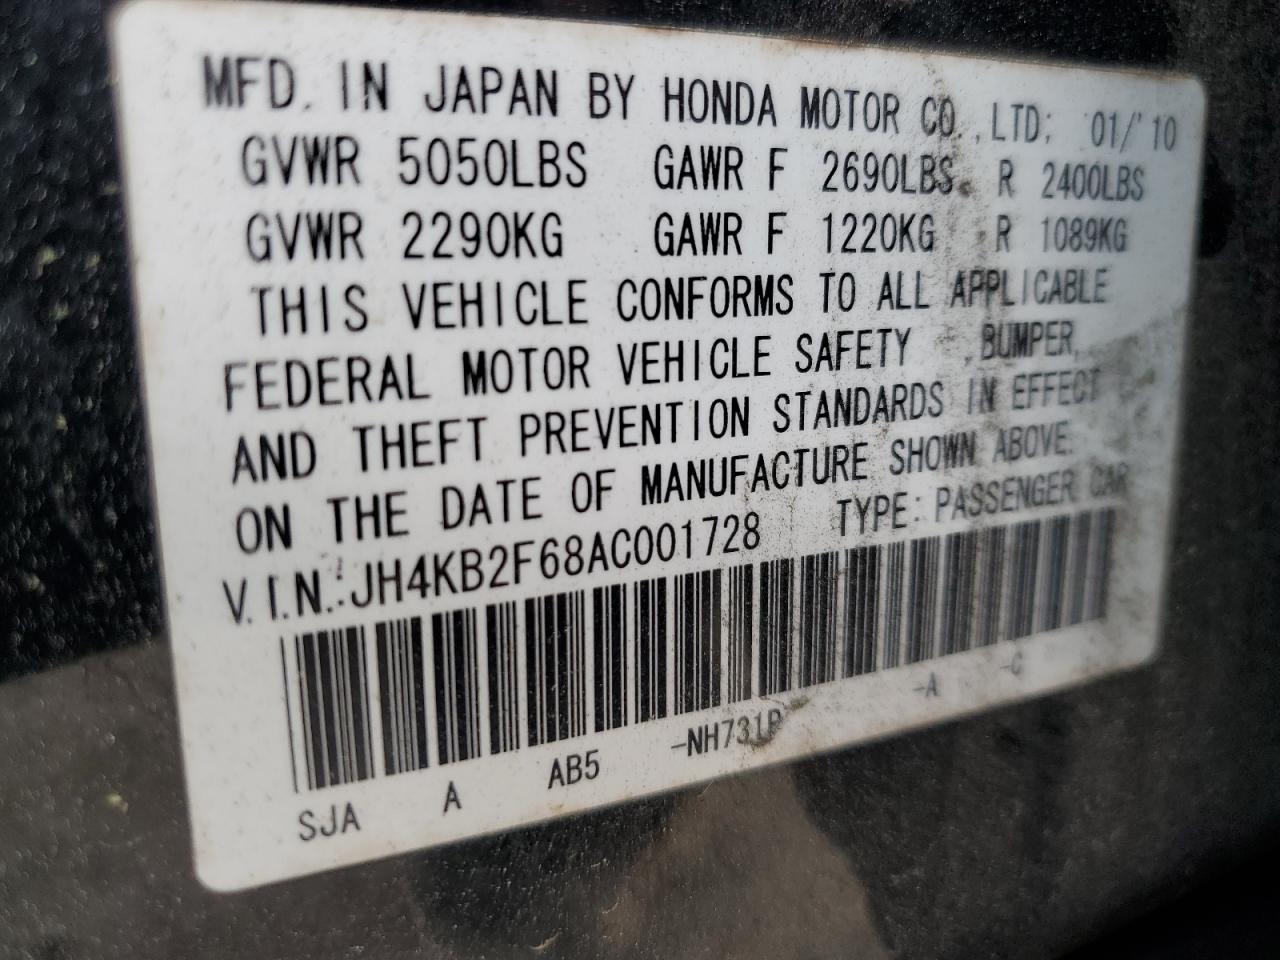 MFD. IN JAPAN BY HONDA MOTOR CO.,LTD; 01/'10
GVWR 5050LBS GAWR F 2690LBS R 2400LBS
GVWR 2290KG GAWR F 1220KG R 1089KG
THIS VEHICLE CONFORMS TO ALL APPLICABLE
FEDERAL MOTOR VEHICLE SAFETY ,BUMPER,
AND THEFT PREVENTION STANDARDS IN EFFECT
ON THE DATE OF MANUFACTURE SHOWN ABOVE.
V.I.N.:JH4KB2F68AC001728 TYPE:PASSENGER CAR
SJA A AB5 -NH731P -A -C